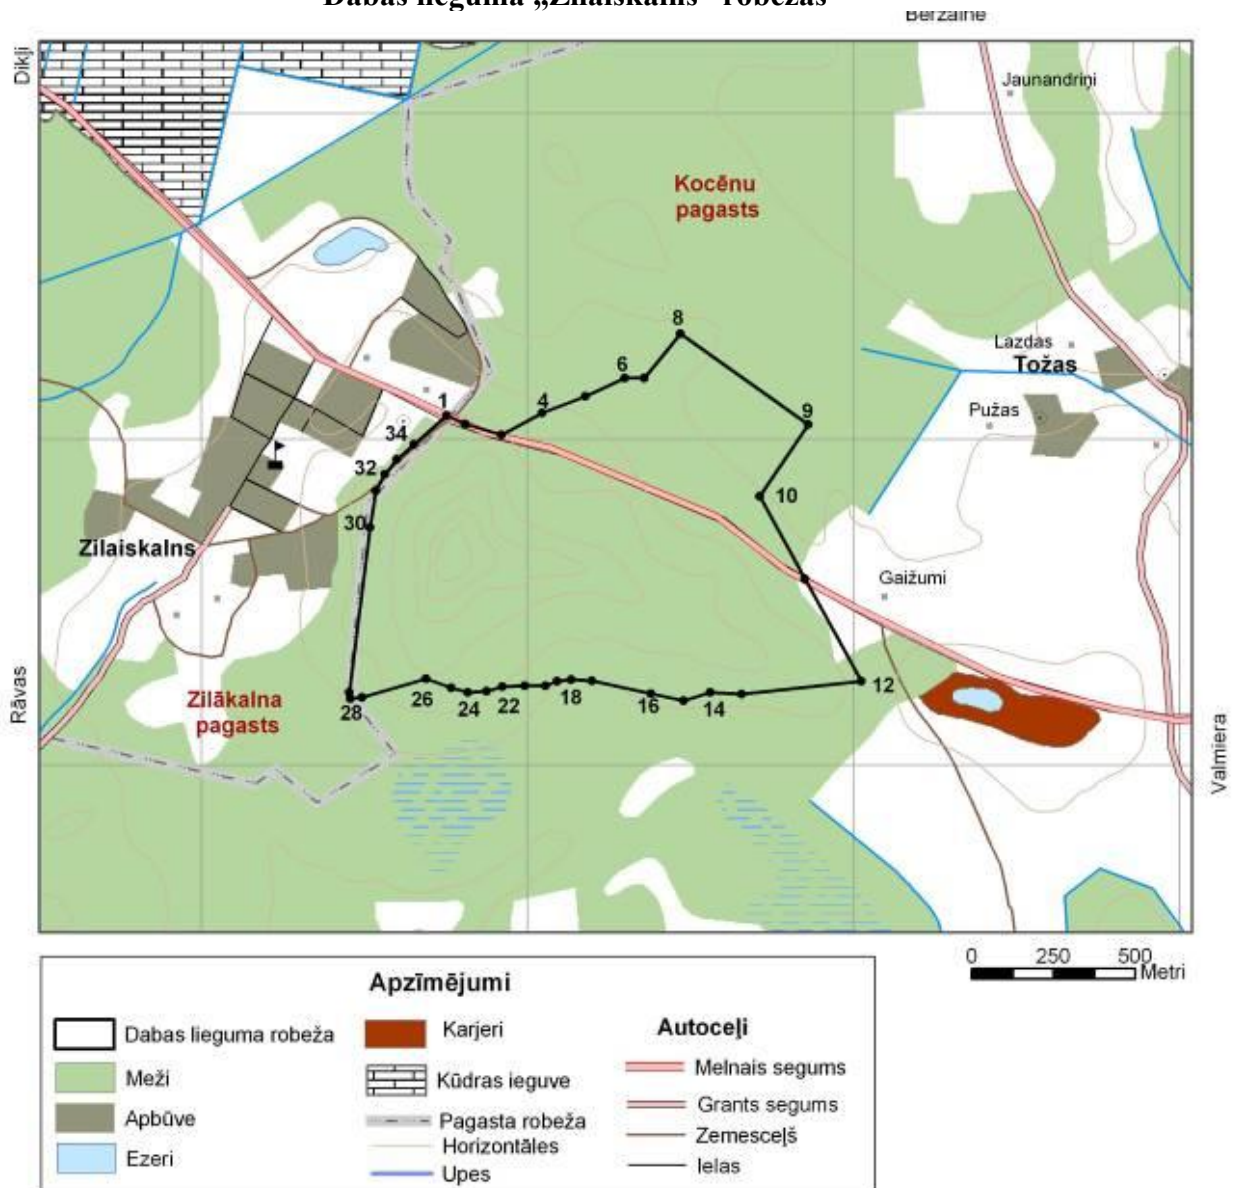 Dabas lieguma „Zilaiskalns” robežas
Bērzaine
Dikļi
Jaunandriņi
Kocēnu
pagasts
8
Lazdas
Tožas
6
4
1
9
Pužas
34
32
10
30
Zilaiskalns
Gaižumi
Rāvas
Zilākalna
pagasts
28
26
24
22
18
16
14
12
Valmiera
0 250 500
Metri
Apzīmējumi
Dabas lieguma robeža
Meži
Apbūve
Ezeri
Karjeri
Kūdras ieguve
Pagasta robeža
Horizontāles
Upes
Autoceļi
Melnais segums
Grants segums
Zemesceļš
Ielas